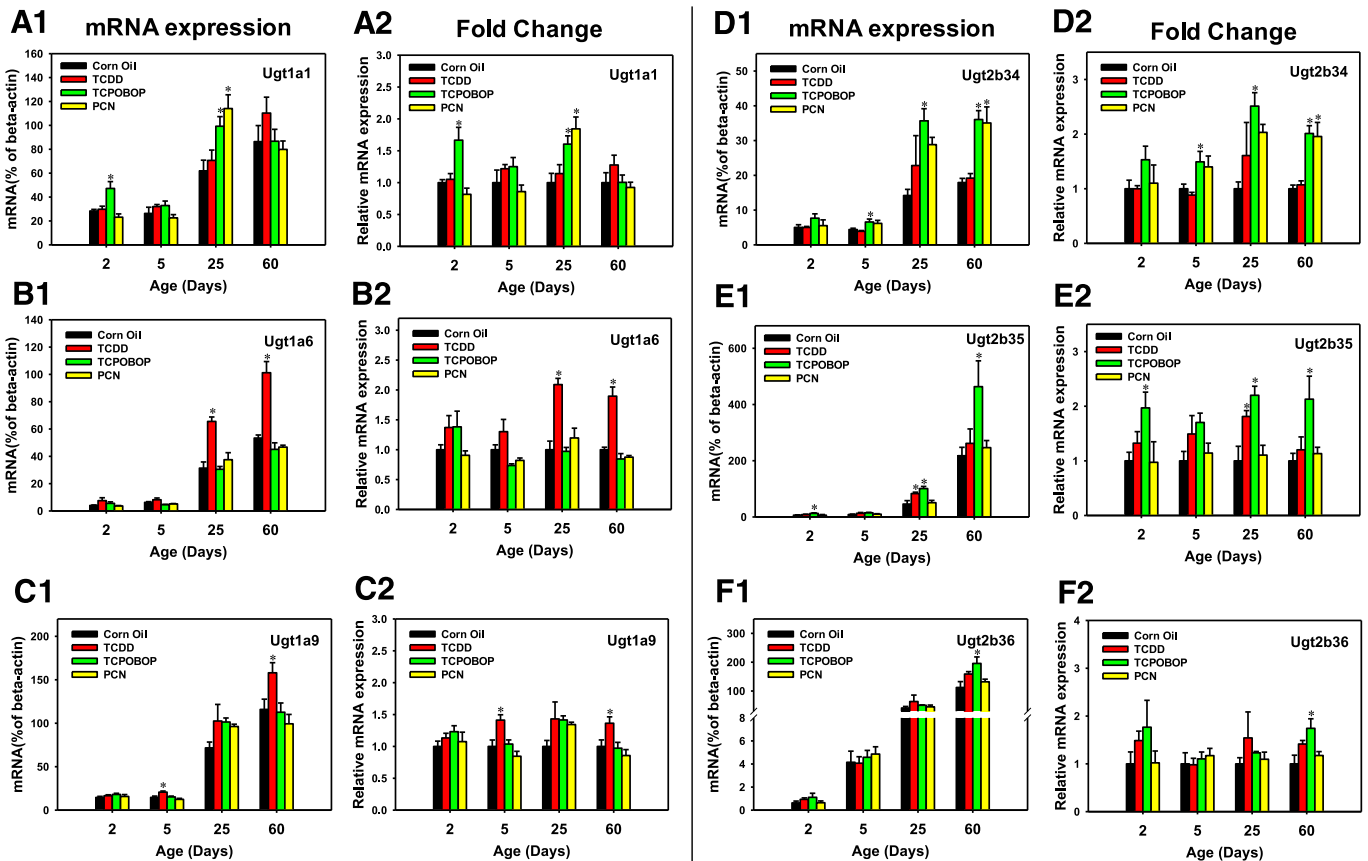 A1
mRNA expression
mRNA(% of beta-actin)
160
140
120
100
80
60
40
20
0
Corn Oil
TCDD
TCPOBOP
PCN
Ugt1a1
*
*
*
2 5 25 60
Age (Days)
A2
Fold Change
Relative mRNA expression
3.0
2.5
2.0
1.5
1.0
0.5
0.0
Corn Oil
TCDD
TCPOBOP
PCN
Ugt1a1
*
*
*
2 5 25 60
Age (Days)
B1
mRNA(%of beta-actin)
140
120
100
80
60
40
20
0
Corn Oil
TCDD
TCPOBOP
PCN
Ugt1a6
*
*
2 5 25 60
Age (Days)
B2
Relative mRNA expression
3.0
2.5
2.0
1.5
1.0
0.5
0.0
Corn Oil
TCDD
TCPOBOP
PCN
Ugt1a6
*
*
2 5 25 60
Age (Days)
C1
mRNA(%of beta-actin)
200
150
100
50
0
Corn Oil
TCDD
TCPOBOP
PCN
Ugt1a9
*
*
2 5 25 60
Age (Days)
C2
Relative mRNA expression
3.0
2.5
2.0
1.5
1.0
0.5
0.0
Corn Oil
TCDD
TCPOBOP
PCN
Ugt1a9
*
*
2 5 25 60
Age (Days)
D1
mRNA expression
mRNA(%of beta-actin)
50
40
30
20
10
0
Corn Oil
TCDD
TCPOBOP
PCN
Ugt2b34
*
*
*
*
2 5 25 60
Age (Days)
D2
Fold Change
Relative mRNA expression
3
2
1
0
Corn Oil
TCDD
TCPOBOP
PCN
Ugt2b34
*
*
*
*
2 5 25 60
Age (Days)
E1
mRNA(% of beta-actin)
600
400
200
0
Corn Oil
TCDD
TCPOBOP
PCN
Ugt2b35
*
*
*
*
2 5 25 60
Age (Days)
E2
Relative mRNA expression
3
2
1
0
Corn Oil
TCDD
TCPOBOP
PCN
Ugt2b35
*
*
*
*
2 5 25 60
Age (Days)
F1
mRNA(%of beta-actin)
300
250
200
150
100
8
6
4
2
0
Corn Oil
TCDD
TCPOBOP
PCN
Ugt2b36
*
2 5 25 60
Age (Days)
F2
Relative mRNA expression
4
3
2
1
0
Corn Oil
TCDD
TCPOBOP
PCN
Ugt2b36
*
2 5 25 60
Age (Days)